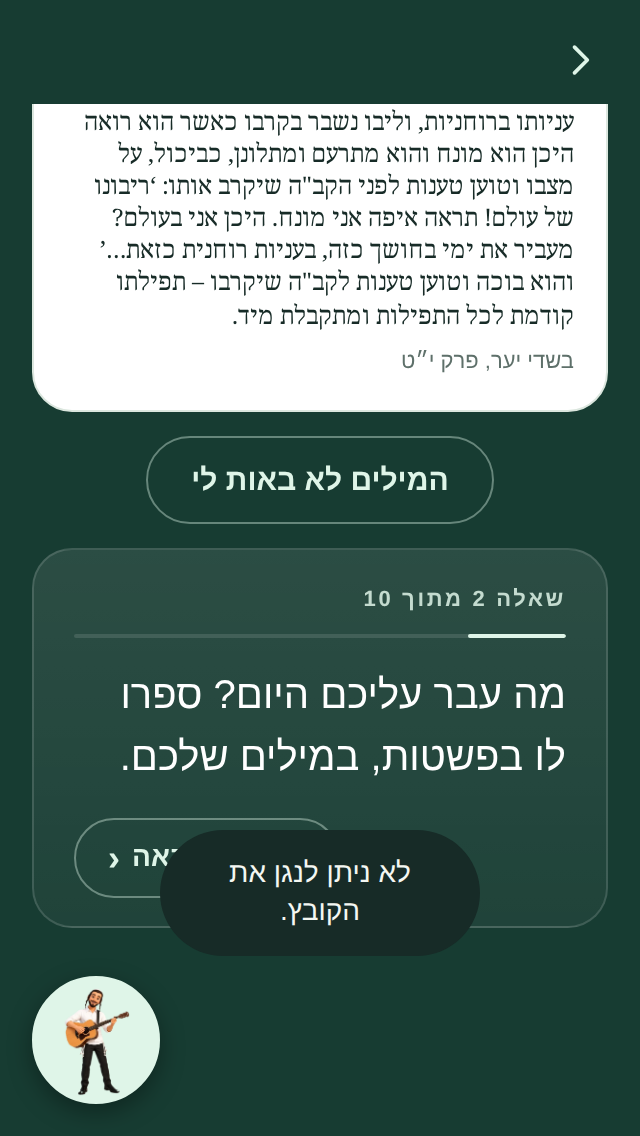 עניותו ברוחניות, וליבו נשבר בקרבו כאשר הוא רואה
היכן הוא מונח והוא מתרעם ומתלונן, כביכול, על
מצבו וטוען טענות לפני הקב"ה שיקרב אותו: ‘ריבונו
של עולם! תראה איפה אני מונח. היכן אני בעולם?
מעביר את ימי בחושך כזה, בעניות רוחנית כזאת...’
והוא בוכה וטוען טענות לקב"ה שיקרבו – תפילתו
קודמת לכל התפילות ומתקבלת מיד.
בשדי יער, פרק י״ט
המילים לא באות לי
שאלה 2 מתוך 10
מה עבר עליכם היום? ספרו
לו בפשטות, במילים שלכם.
לא ניתן לנגן את
הקובץ.